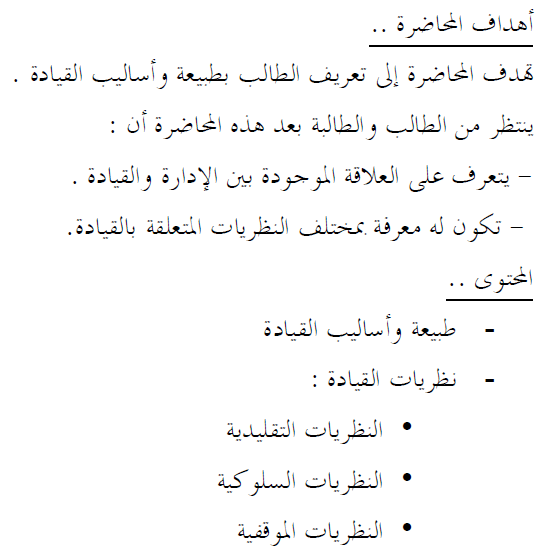 أهداف المحاضرة ..
تهدف المحاضرة إلى تعريف الطالب بطبيعة وأساليب القيادة .
ينتظر من الطالب والطالبة بعد هذه المحاضرة أن :
– يتعرف على العلاقة الموجودة بين الإدارة والقيادة .
– تكون له معرفة بمختلف النظريات المتعلقة بالقيادة.
المحتوى ..
- طبيعة وأساليب القيادة
- نظريات القيادة :
• النظريات التقليدية
• النظريات السلوكية
• النظريات الموقفية